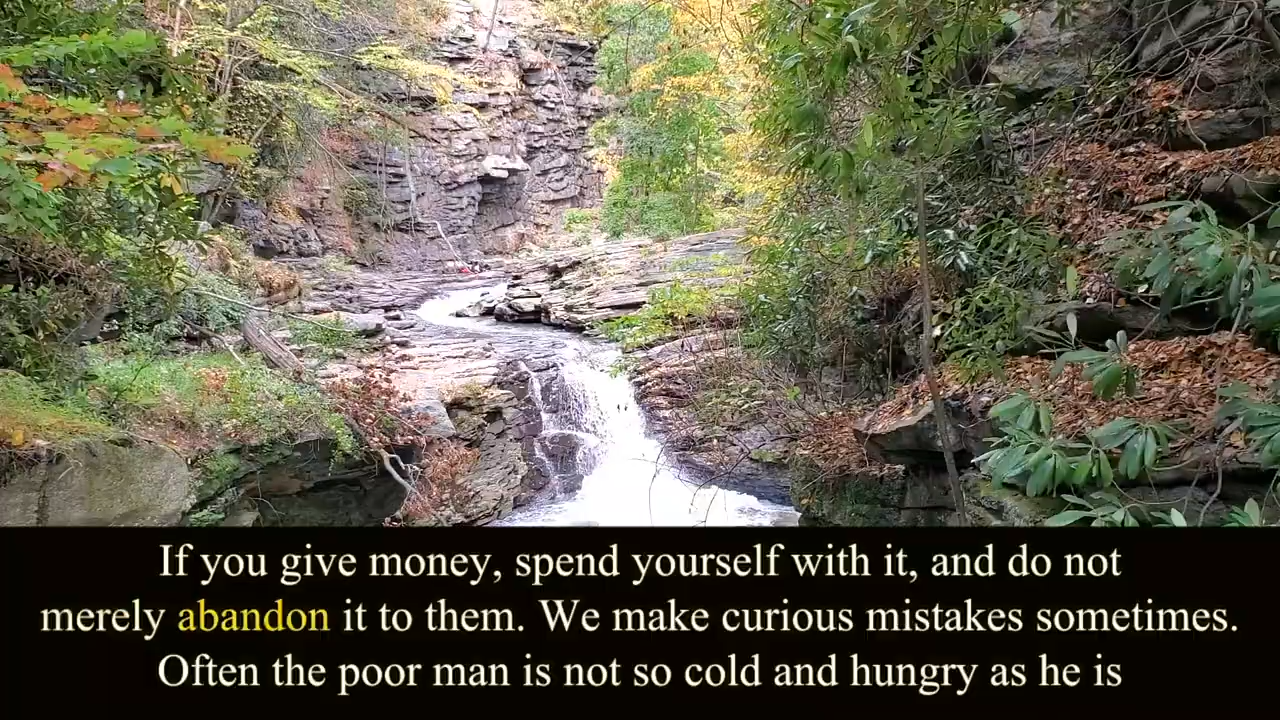 If you give money, spend yourself with it, and do not
merely abandon it to them. We make curious mistakes sometimes.
Often the poor man is not so cold and hungry as he is